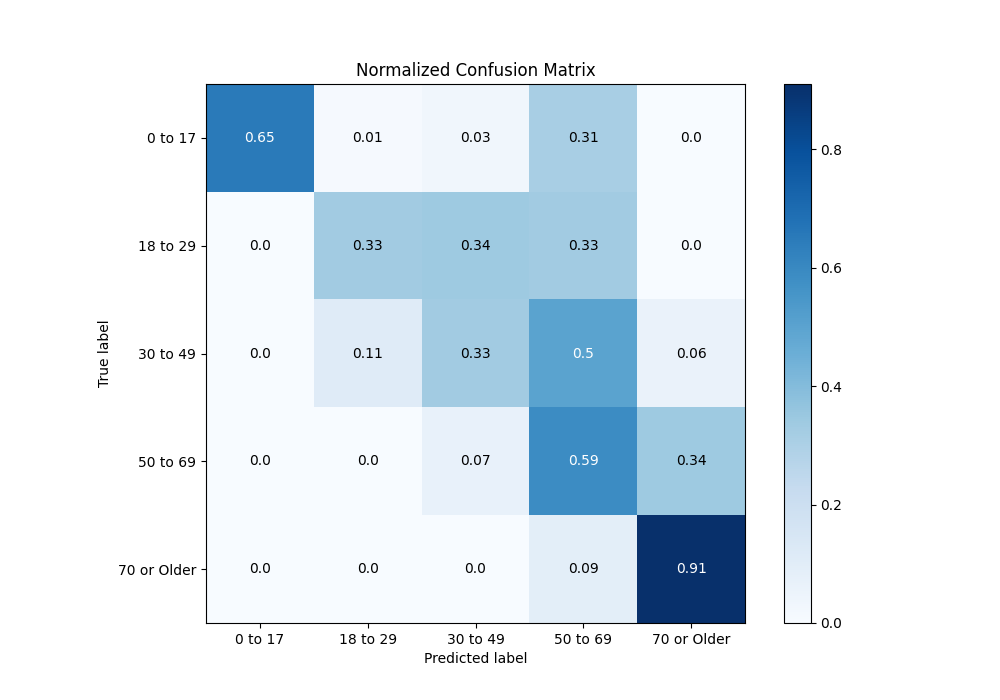 Normalized Confusion Matrix
True label
0 to 17 0.65 0.01 0.03 0.31 0.0
18 to 29 0.0 0.33 0.34 0.33 0.0
30 to 49 0.0 0.11 0.33 0.5 0.06
50 to 69 0.0 0.0 0.07 0.59 0.34
70 or Older 0.0 0.0 0.0 0.09 0.91
0 to 17 18 to 29 30 to 49 50 to 69 70 or Older
Predicted label
0.8
0.6
0.4
0.2
0.0